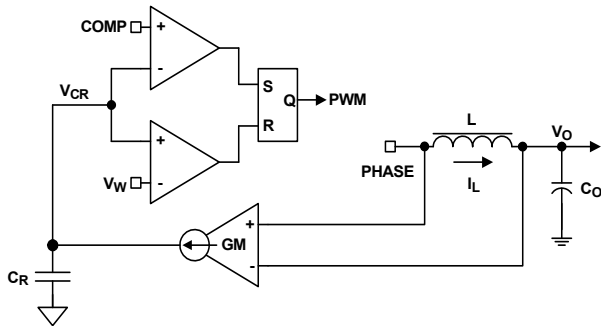 COMP
+
-
V_CR
S
Q
PWM
R
L
V_O
+
V_W
-
PHASE
I_L
C_O
+
GM
-
C_R